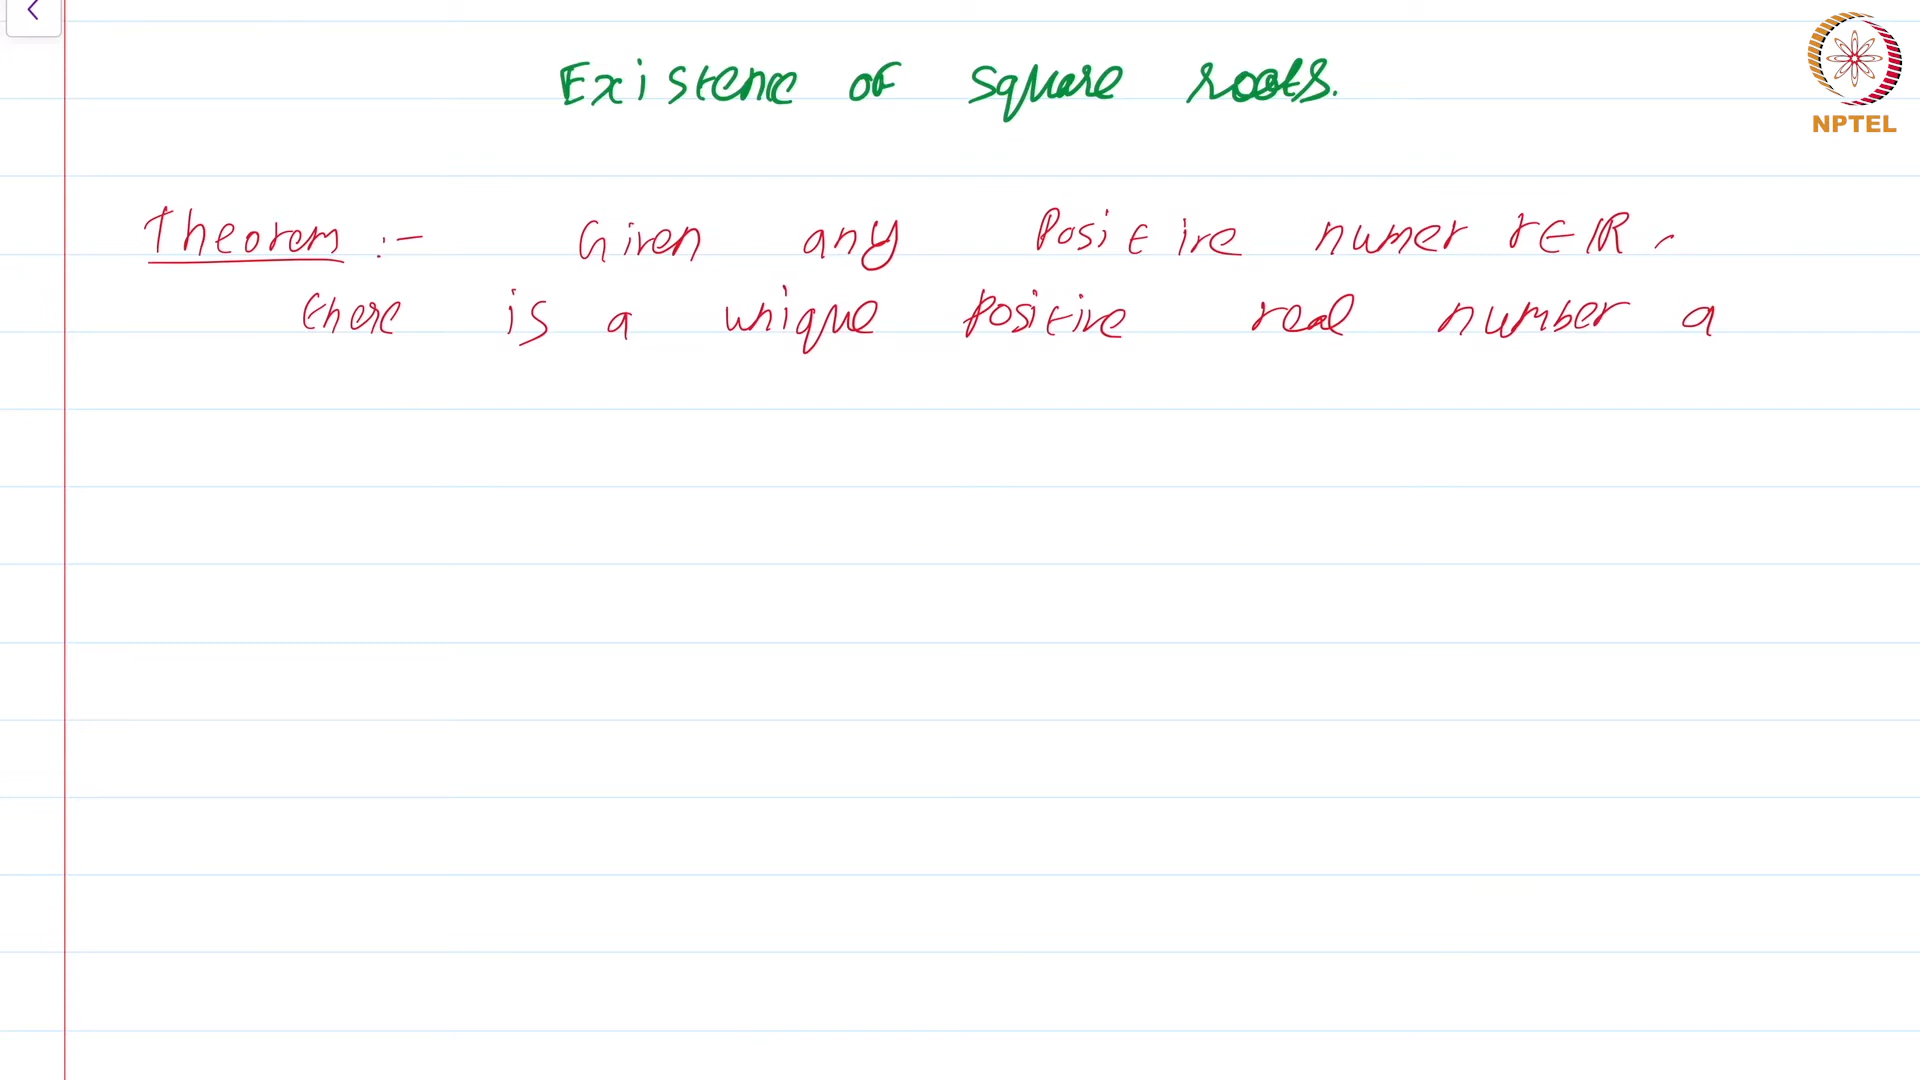 Existence of square roots.
NPTEL
Theorem :- Given any Positive numer r∈ℝ,
there is a unique positive real number a